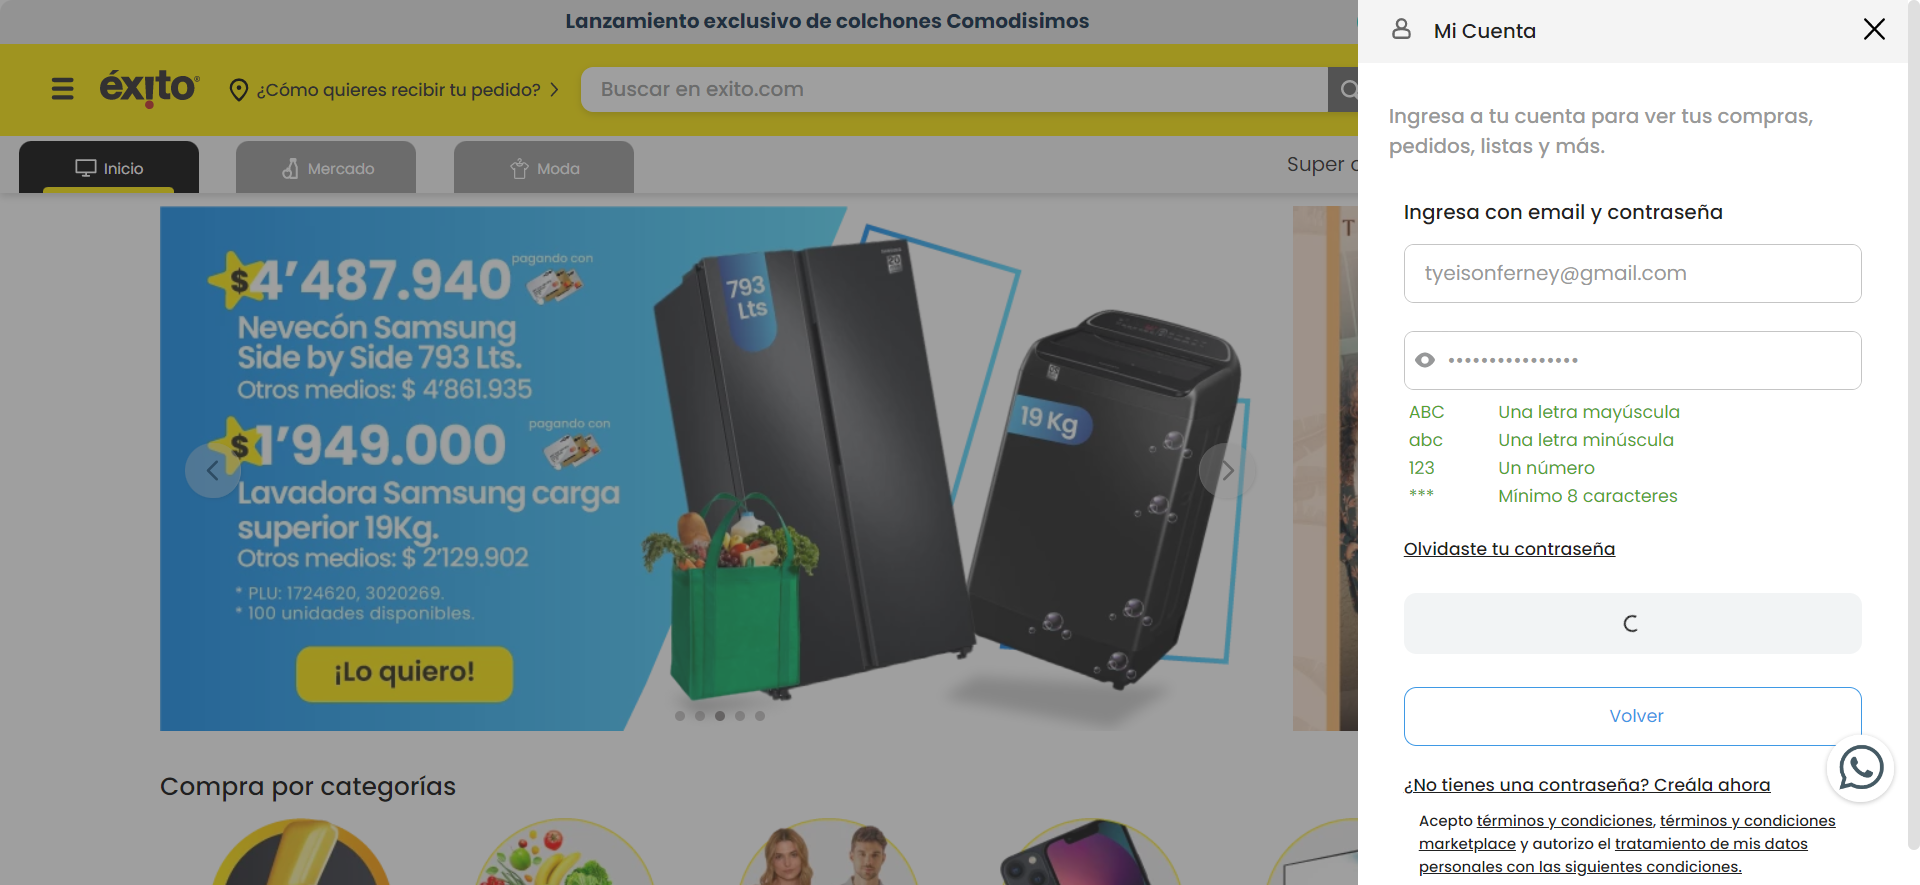 Lanzamiento exclusivo de colchones Comodisimos
éxito
¿Cómo quieres recibir tu pedido?
Buscar en exito.com
Inicio
Mercado
Moda
$4'487.940
pagando con
Nevecón Samsung
Side by Side 793 Lts.
Otros medios: $ 4'861.935
$1'949.000
pagando con
Lavadora Samsung carga
superior 19Kg.
Otros medios: $ 2'129.902
* PLU: 1724620, 3020269.
* 100 unidades disponibles.
¡Lo quiero!
793
Lts
19 Kg
Compra por categorías
Mi Cuenta
Ingresa a tu cuenta para ver tus compras,
pedidos, listas y más.
Ingresa con email y contraseña
tyeisonferney@gmail.com
••••••••••••••••
ABC Una letra mayúscula
abc Una letra minúscula
123 Un número
*** Mínimo 8 caracteres
Olvidaste tu contraseña
Volver
¿No tienes una contraseña? Creála ahora
Acepto términos y condiciones, términos y condiciones
marketplace y autorizo el tratamiento de mis datos
personales con las siguientes condiciones.